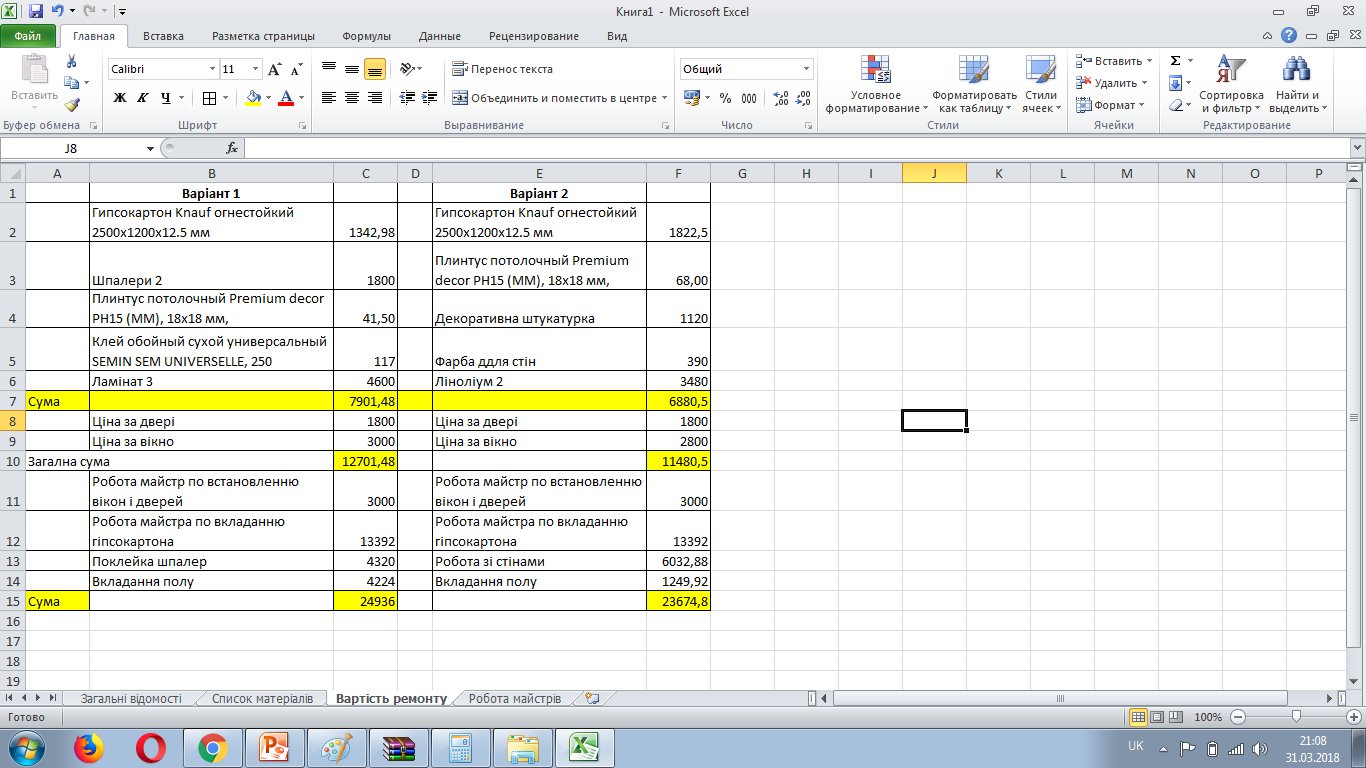 Книга1 - Microsoft Excel
Файл Главная Вставка Разметка страницы Формулы Данные Рецензирование Вид
Вставить
Calibri 11
Ж К Ч
Перенос текста
Объединить и поместить в центре
Общий
% 000
Условное форматирование
Форматировать как таблицу
Стили ячеек
Вставить
Удалить
Формат
Σ
Сортировка и фильтр
Найти и выделить
Буфер обмена Шрифт Выравнивание Число Стили Ячейки Редактирование
J8 fx
A B C D E F G H I J K L M N O P
1 Варіант 1 Варіант 2
Гипсокартон Knauf огнестойкий Гипсокартон Knauf огнестойкий
2 2500х1200х12.5 мм 1342,98 2500х1200х12.5 мм 1822,5
Плинтус потолочный Premium
3 Шпалери 2 1800 decor PH15 (ММ), 18х18 мм, 68,00
Плинтус потолочный Premium decor
4 PH15 (ММ), 18х18 мм, 41,50 Декоративна штукатурка 1120
Клей обойный сухой универсальный
5 SEMIN SEM UNIVERSELLE, 250 117 Фарба ддля стін 390
6 Ламінат 3 4600 Ліноліум 2 3480
7 Сума 7901,48 6880,5
8 Ціна за двері 1800 Ціна за двері 1800
9 Ціна за вікно 3000 Ціна за вікно 2800
10 Загална сума 12701,48 11480,5
Робота майстр по встановленню Робота майстр по встановленню
11 вікон і дверей 3000 вікон і дверей 3000
Робота майстра по вкладанню Робота майстра по вкладанню
12 гіпсокартона 13392 гіпсокартона 13392
13 Поклейка шпалер 4320 Робота зі стінами 6032,88
14 Вкладання полу 4224 Вкладання полу 1249,92
15 Сума 24936 23674,8
16
17
18
19
Загальні відомості Список матеріалів Вартість ремонту Робота майстрів
Готово 100%
UK 21:08
31.03.2018